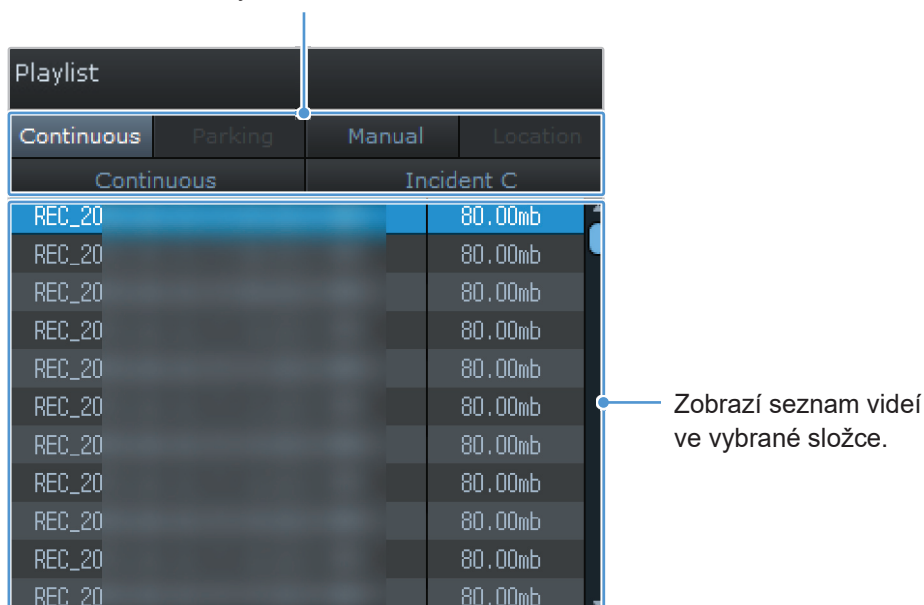 Playlist
Continuous Parking Manual Location
Continuous Incident C
REC_20 80.00mb
REC_20 80.00mb
REC_20 80.00mb
REC_20 80.00mb
REC_20 80.00mb
REC_20 80.00mb
REC_20 80.00mb
REC_20 80.00mb
REC_20 80.00mb
REC_20 80.00mb
REC_20 80.00mb
Zobrazí seznam videí
ve vybrané složce.